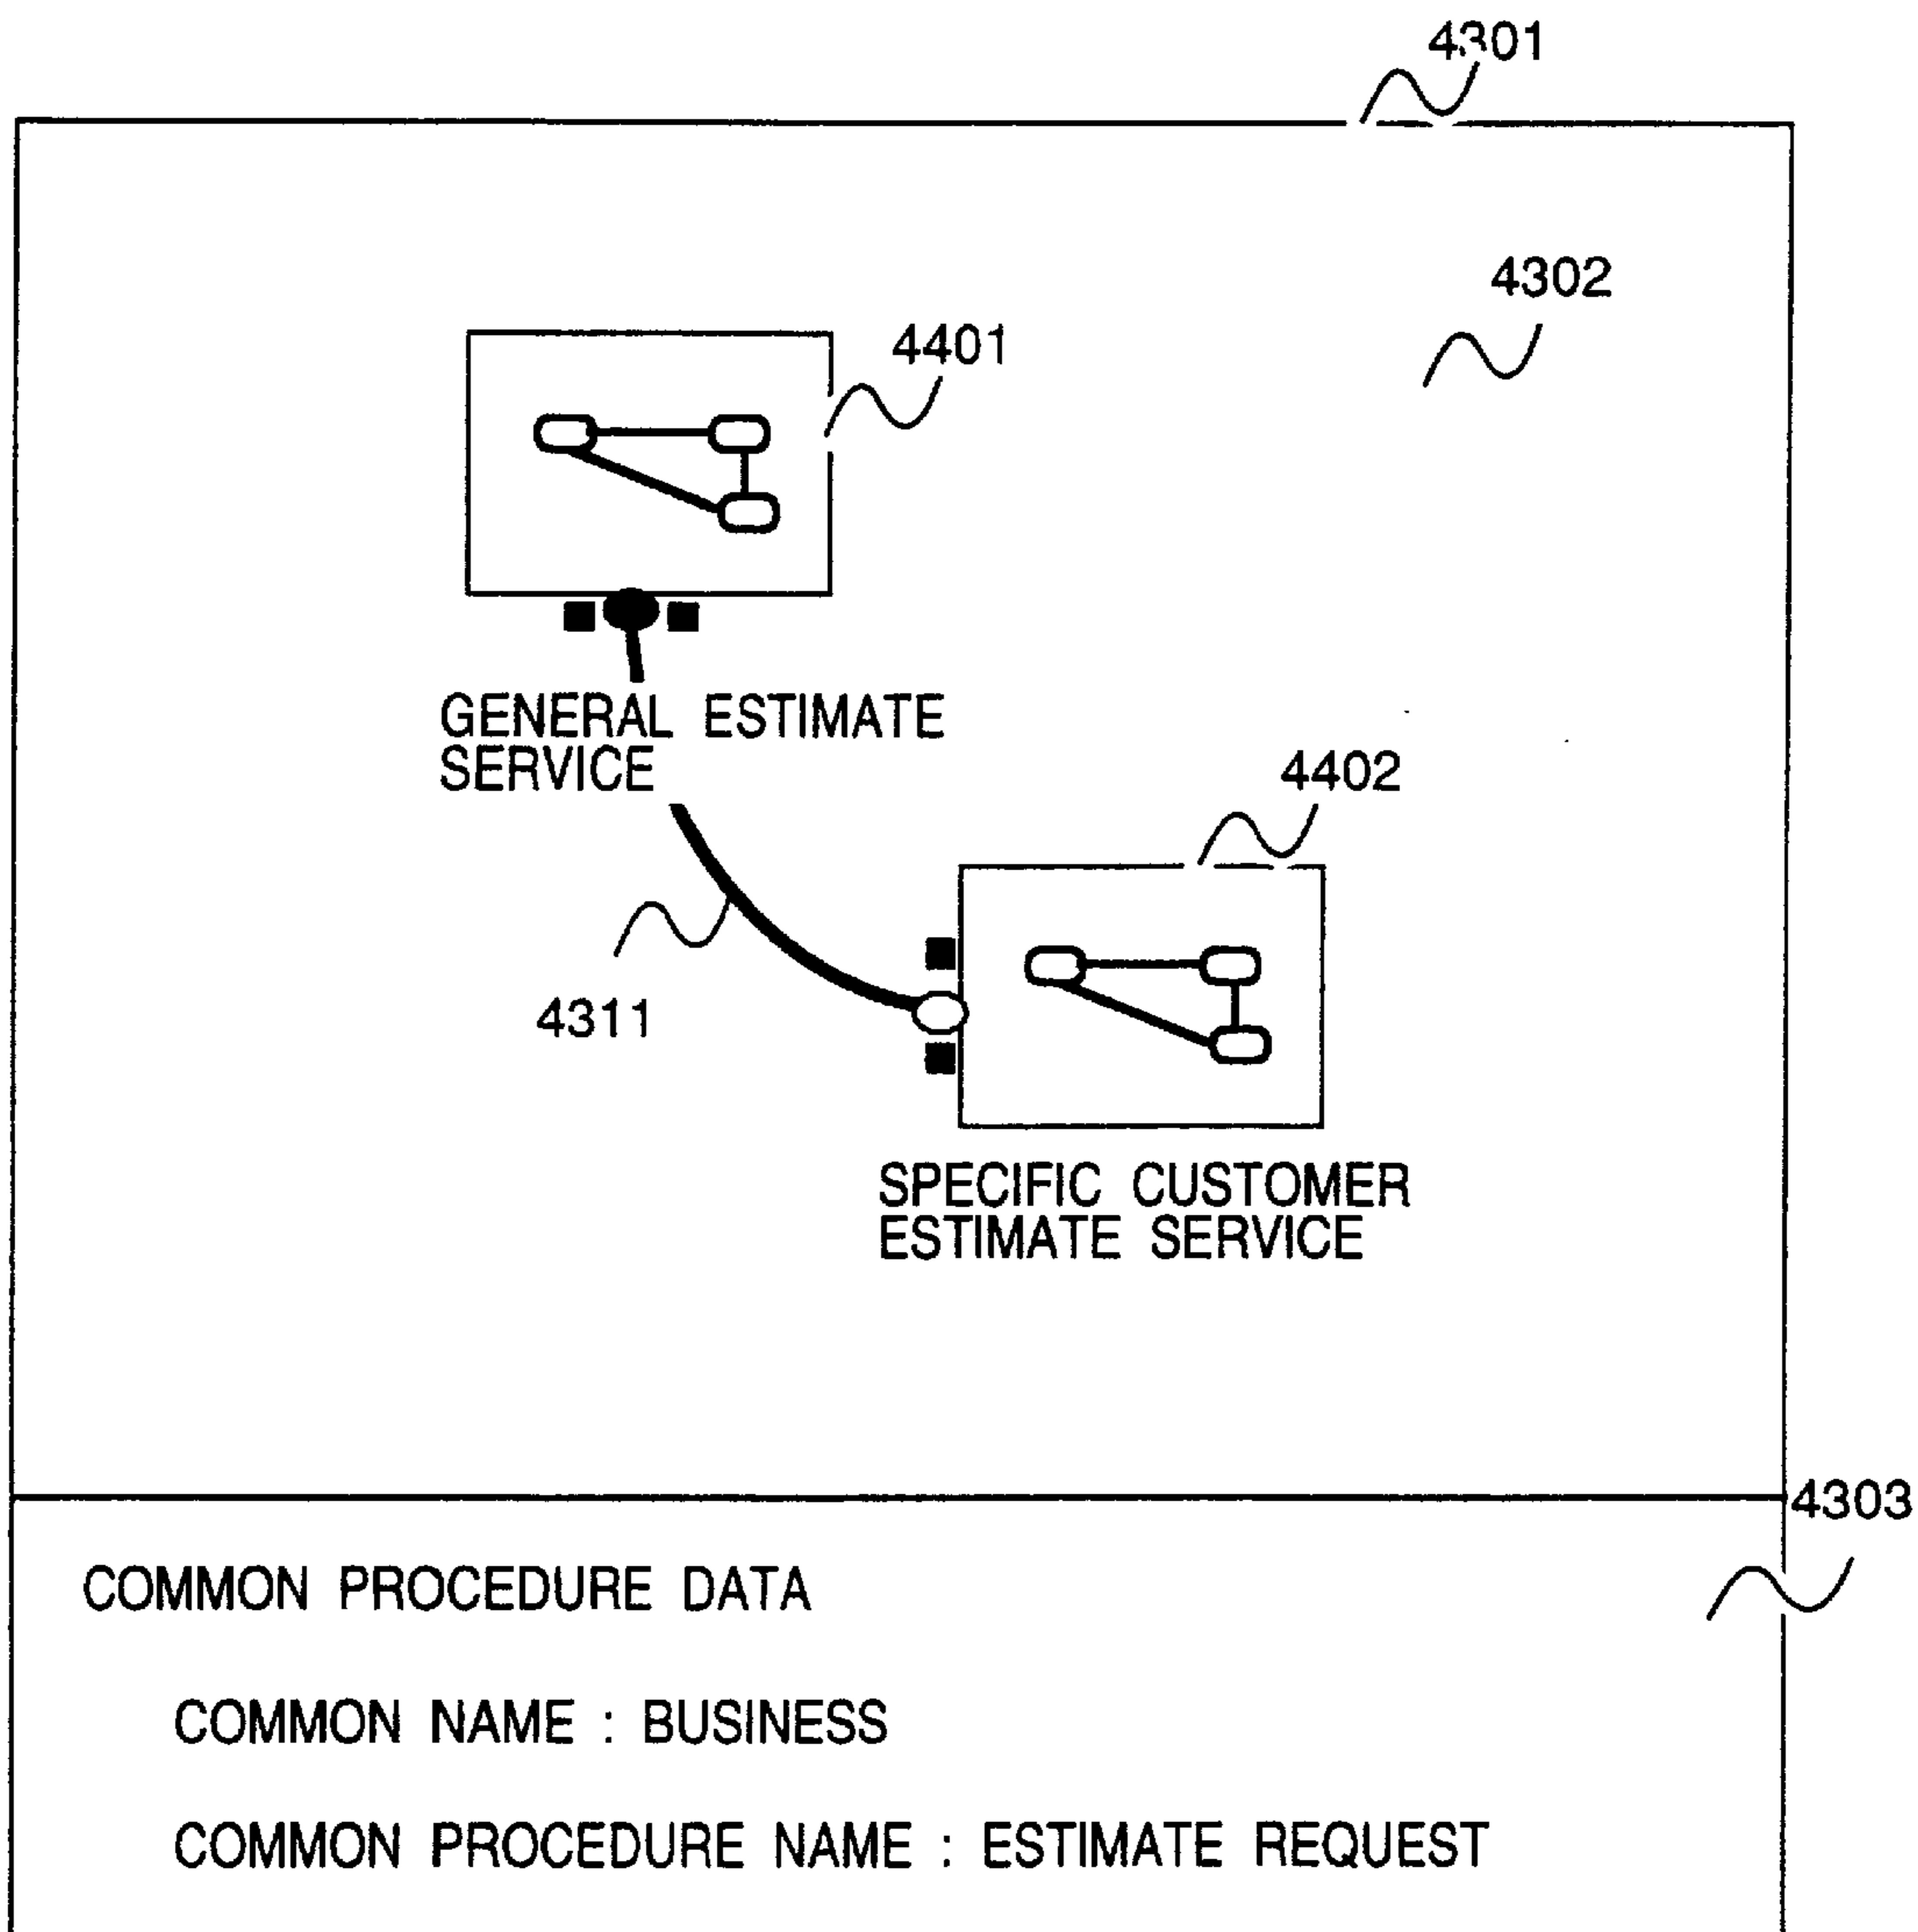 4301
4302
4401
GENERAL ESTIMATE
SERVICE
4402
4311
SPECIFIC CUSTOMER
ESTIMATE SERVICE
4303
COMMON PROCEDURE DATA
COMMON NAME : BUSINESS
COMMON PROCEDURE NAME : ESTIMATE REQUEST